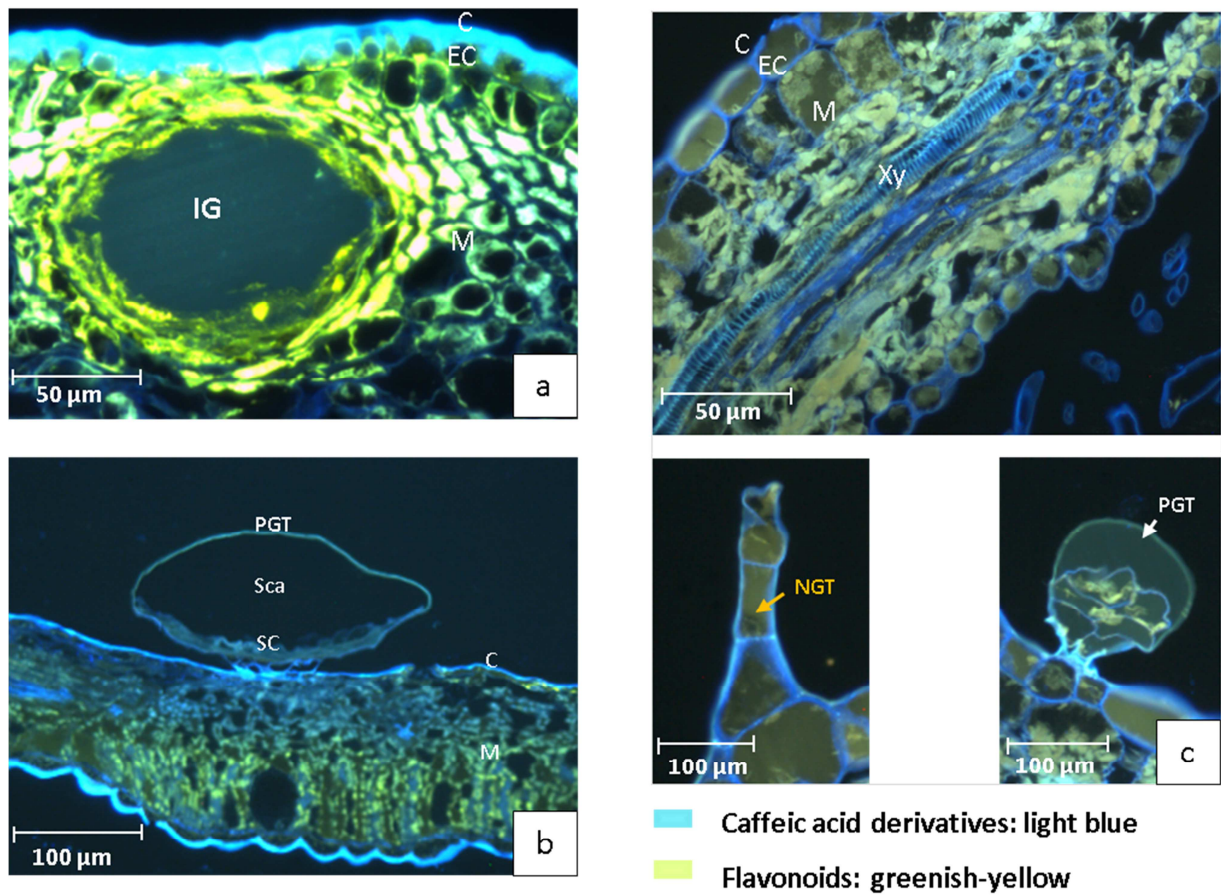 C
EC
IG
M
50 µm
a
PGT
Sca
SC
C
M
100 µm
b
C
EC
M
Xy
50 µm
NGT
100 µm
PGT
100 µm
c
Caffeic acid derivatives: light blue
Flavonoids: greenish-yellow